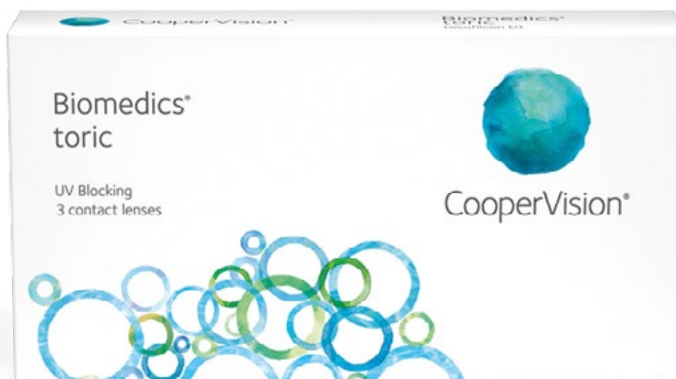 CooperVision®
Biomedics®
toric
Biomedics®
toric
UV Blocking
3 contact lenses
CooperVision®